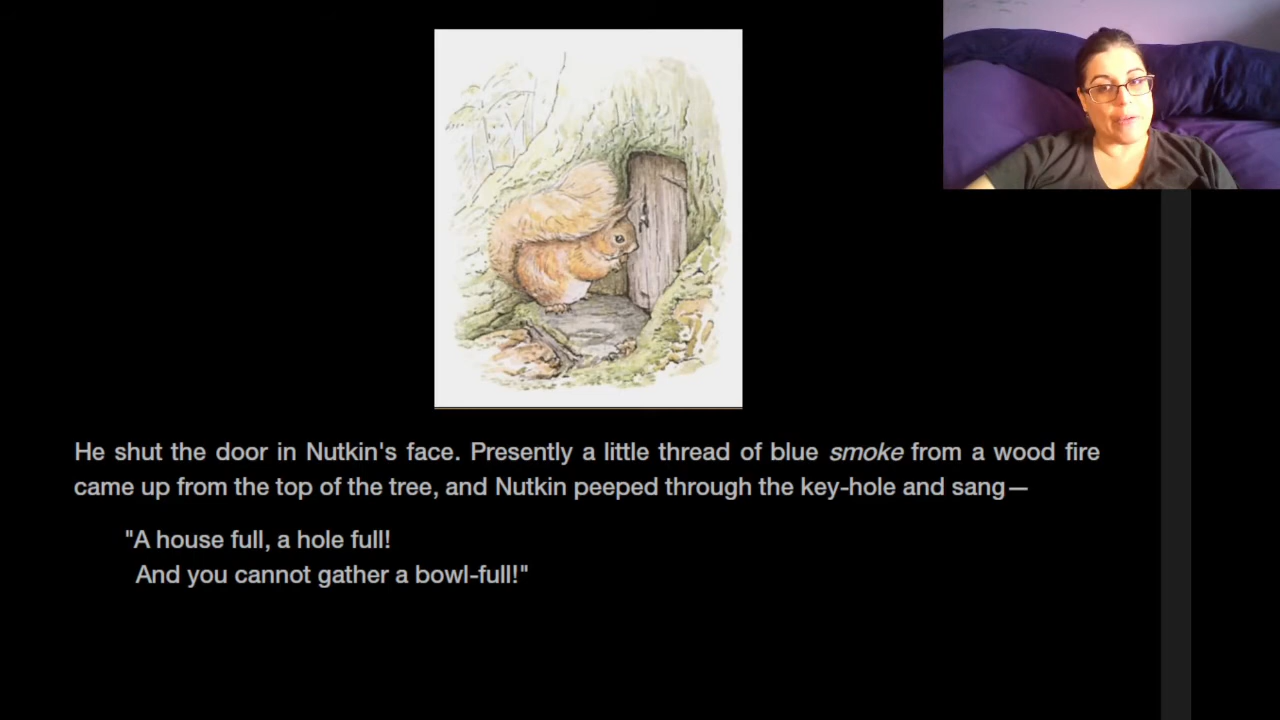 He shut the door in Nutkin's face. Presently a little thread of blue smoke from a wood fire
came up from the top of the tree, and Nutkin peeped through the key-hole and sang—
"A house full, a hole full!
And you cannot gather a bowl-full!"